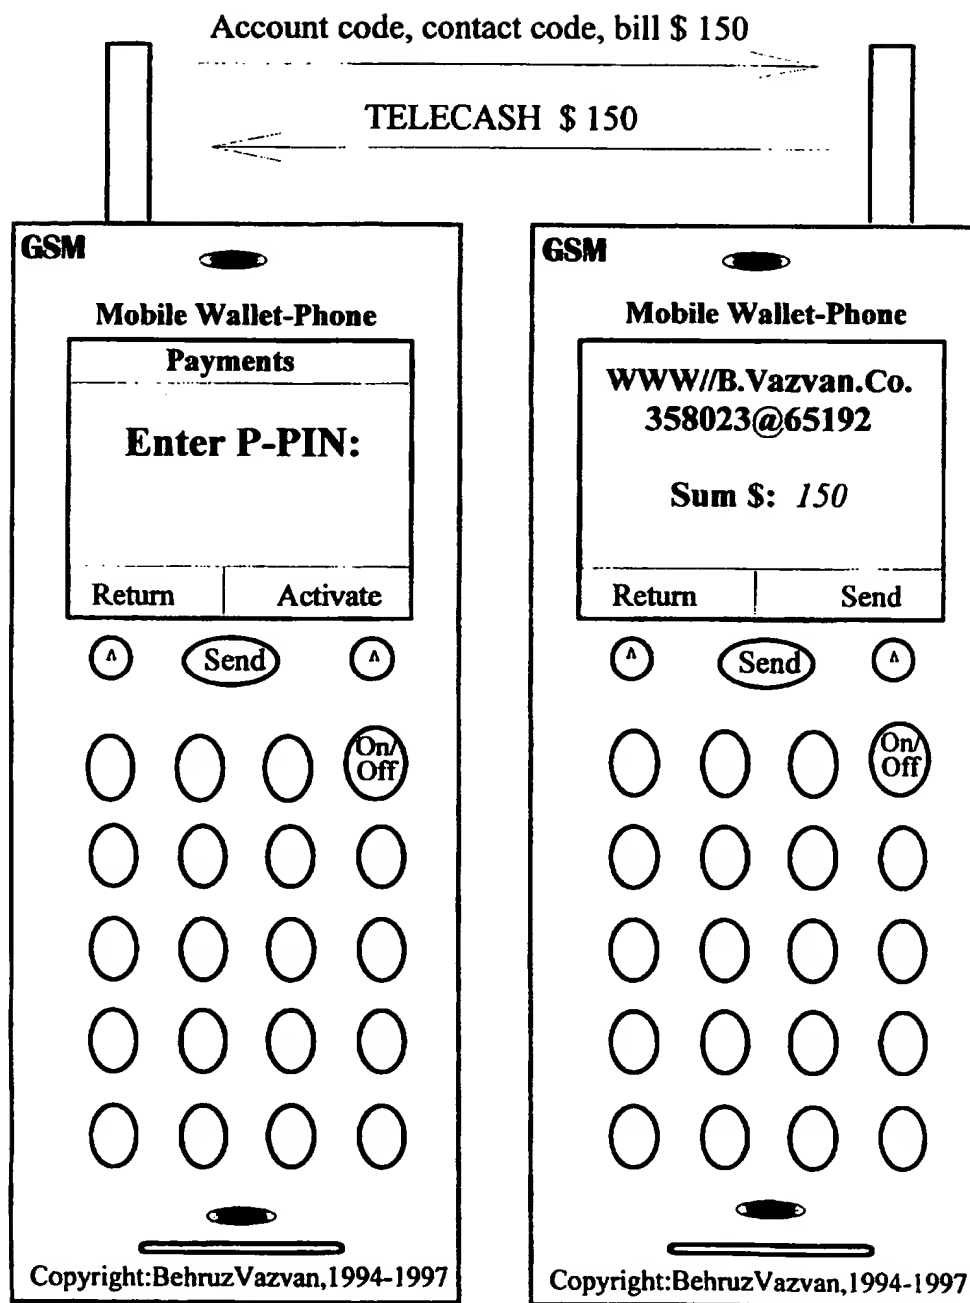 Account code, contact code, bill $ 150
TELECASH $ 150
GSM
Mobile Wallet-Phone
Payments
Enter P-PIN:
Return Activate
^ Send ^
On/
Off
Copyright:BehruzVazvan,1994-1997
GSM
Mobile Wallet-Phone
WWW//B.Vazvan.Co.
358023@65192
Sum $: 150
Return Send
^ Send ^
On/
Off
Copyright:BehruzVazvan,1994-1997